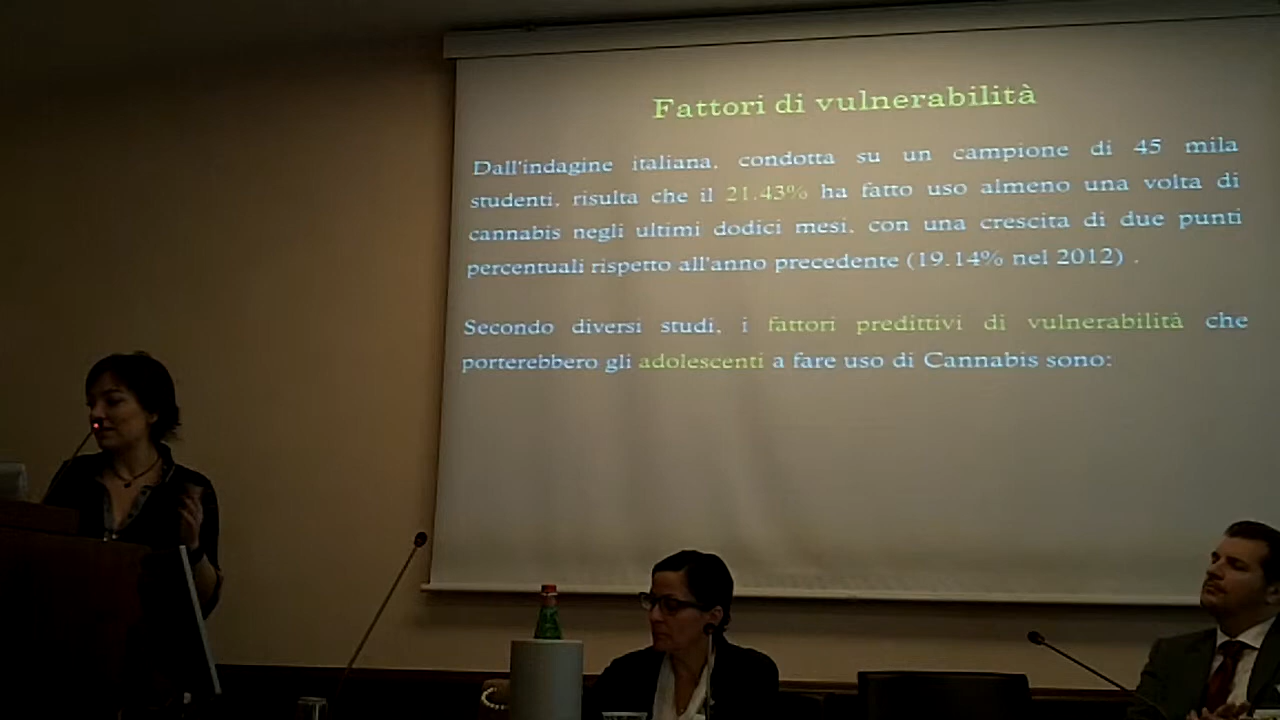 Fattori di vulnerabilità
Dall'indagine italiana, condotta su un campione di 45 mila
studenti, risulta che il 21.43% ha fatto uso almeno una volta di
cannabis negli ultimi dodici mesi, con una crescita di due punti
percentuali rispetto all'anno precedente (19.14% nel 2012) .
Secondo diversi studi, i fattori predittivi di vulnerabilità che
porterebbero gli adolescenti a fare uso di Cannabis sono: